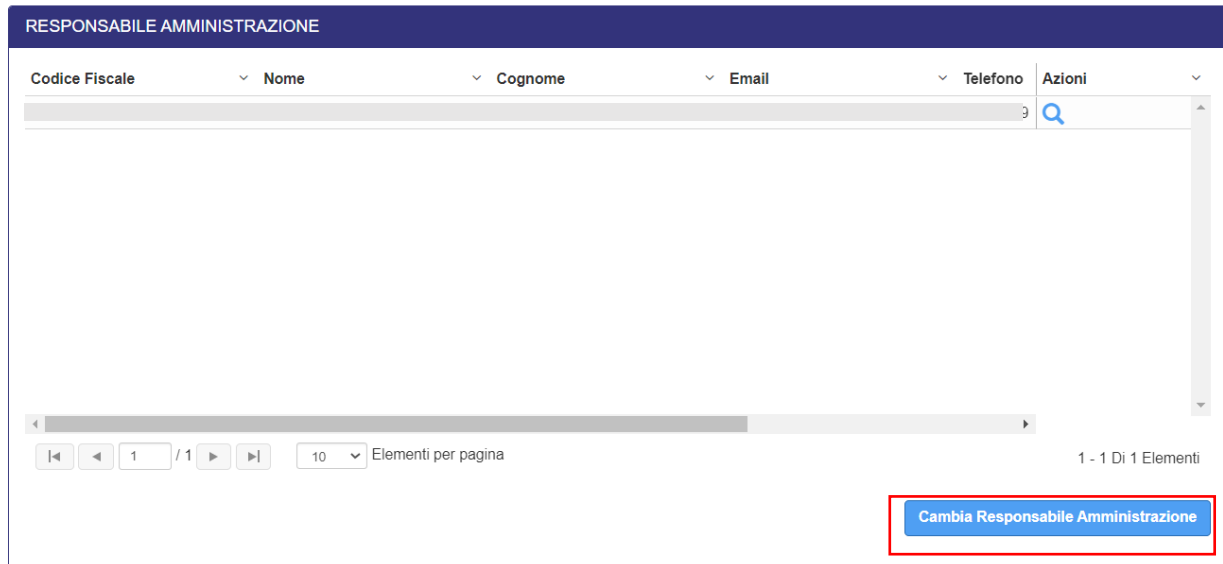 RESPONSABILE AMMINISTRAZIONE
Codice Fiscale Nome Cognome Email Telefono Azioni
9
1 / 1 10 Elementi per pagina 1 - 1 Di 1 Elementi
Cambia Responsabile Amministrazione